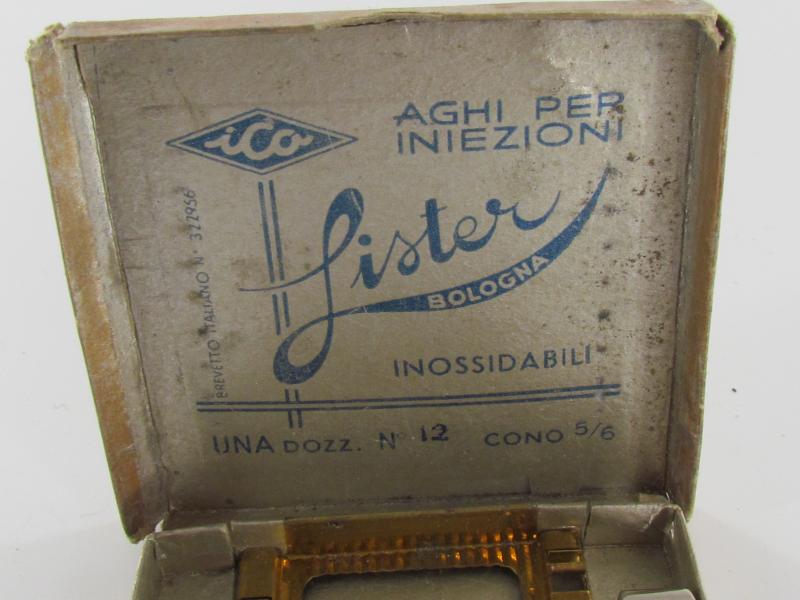 iCo
AGHI PER
INIEZIONI
BREVETTO ITALIANO N. 322956
Lister
BOLOGNA
INOSSIDABILI
UNA DOZZ. N° 12 CONO 5/6